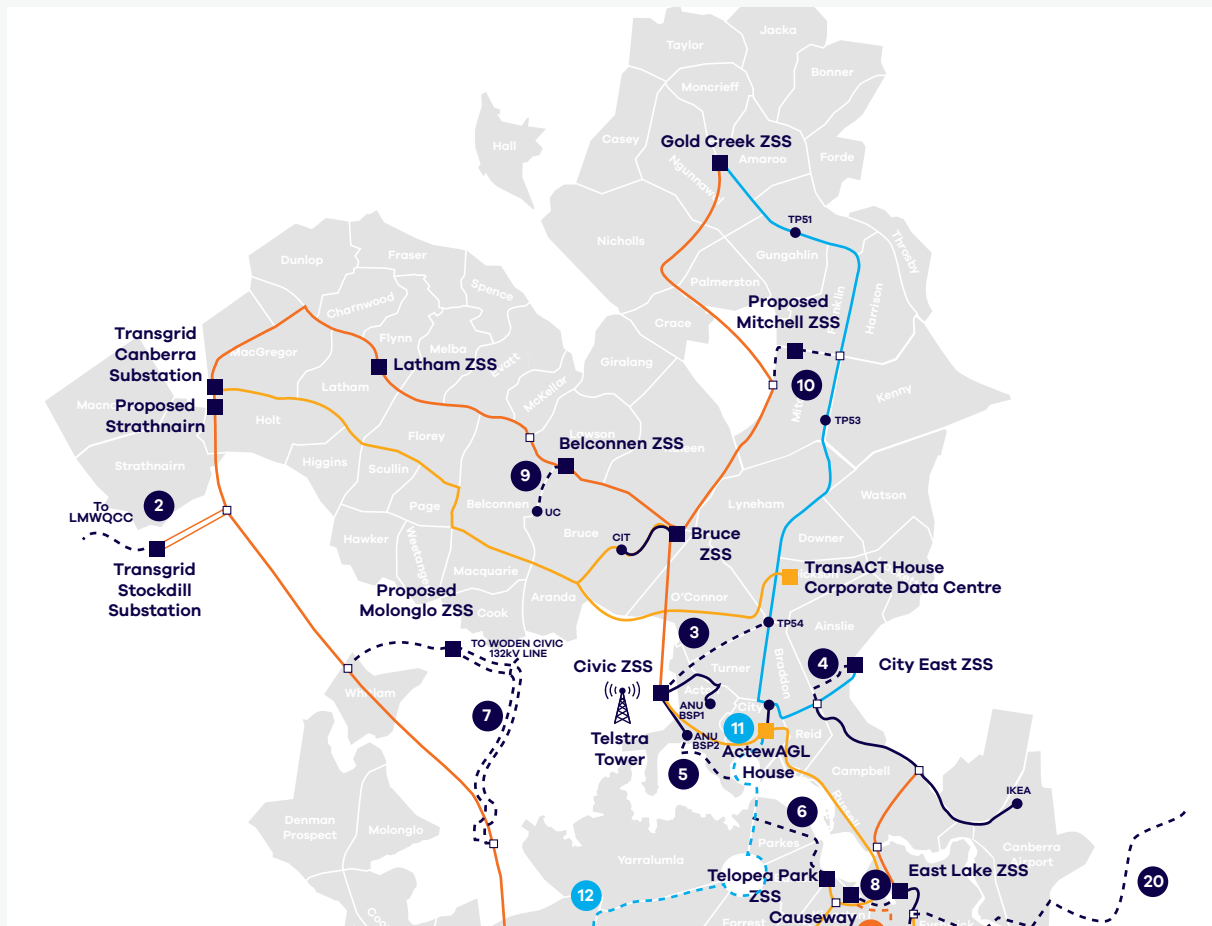 Taylor
Jacka
Bonner
Moncrieff
Hall
Casey
Gold Creek ZSS
Amaroo
Forde
Ngunnawal
TP51
Throsby
Nicholls
Gungahlin
Dunlop
Fraser
Palmerston
Spence
Harrison
Charnwood
Proposed
Mitchell ZSS
Crace
Transgrid
Canberra
Substation
Flynn
Melba
MacGregor
Latham ZSS
Giralang
Latham
McKellar
10
Kenny
Proposed
Strathnairn
Holt
TP53
Florey
Lawson
Belconnen ZSS
Higgins
Scullin
Strathnairn
9
2
Page
Belconnen
UC
Lyneham
Watson
To
LMWQCC
Hawker
Weetangera
Bruce
CIT
Bruce
ZSS
Downer
Transgrid
Stockdill
Substation
Macquarie
TransACT House
Corporate Data Centre
Proposed
Molonglo ZSS
Cook
Aranda
O'Connor
Ainslie
TP54
3
TO WODEN CIVIC
132kV LINE
Turner
Braddon
4
City East ZSS
Civic ZSS
Whitlam
Acton
ANU
BSP1
City
7
11
Reid
Telstra
Tower
ANU
BSP2
ActewAGL
House
5
Campbell
Russell
IKEA
6
Denman
Prospect
Molonglo
Parkes
Yarralumla
Canberra
Airport
Telopea Park
ZSS
8
East Lake ZSS
20
12
Causeway
Forrest